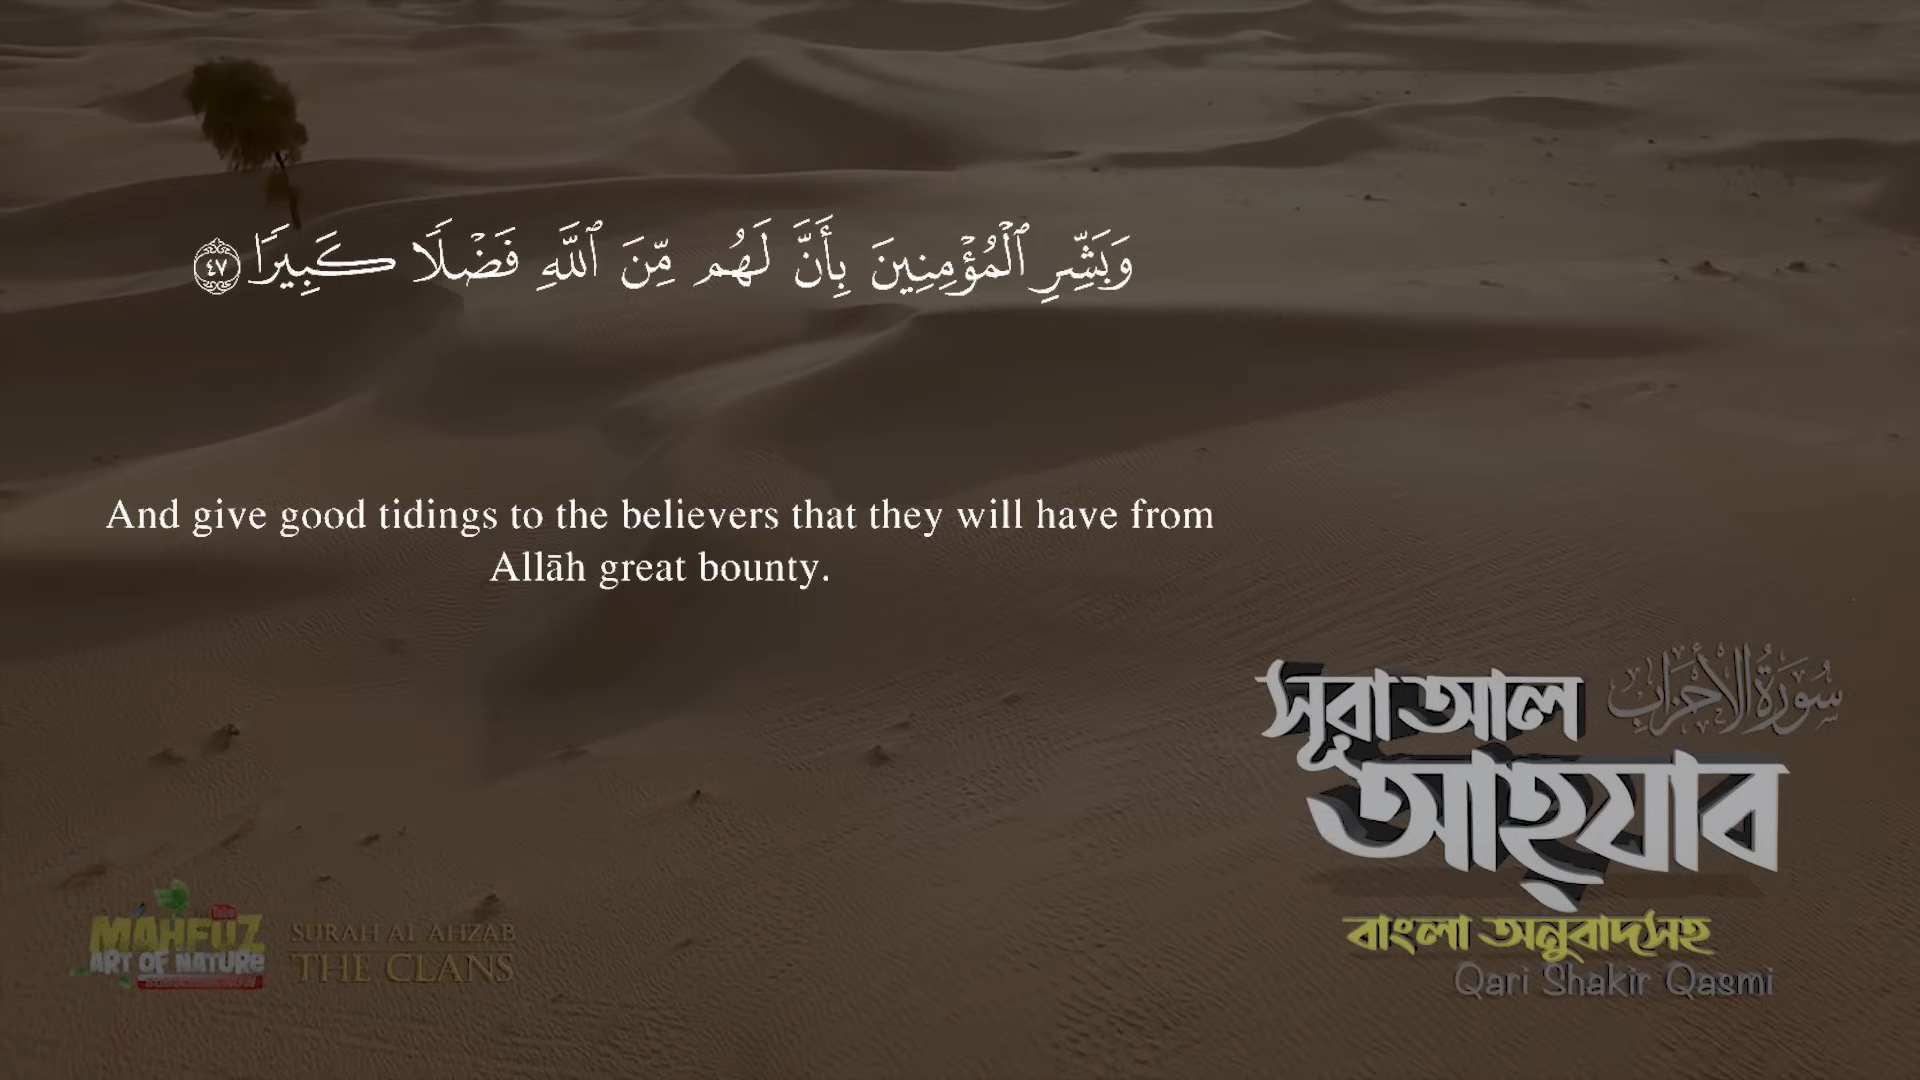 وَبَشِّرِ ٱلْمُؤْمِنِينَ بِأَنَّ لَهُم مِّنَ ٱللَّهِ فَضْلًا كَبِيرًا ٤٧
And give good tidings to the believers that they will have from
Allāh great bounty.
سُورَةُ الأَحْزَابِ
সূরা আল
আহযাব
বাংলা অনুবাদসহ
Qari Shakir Qasmi
MAHFUZ
ART OF NATURE
SUBSCRIBE NOW
SURAH AL AHZAB
THE CLANS